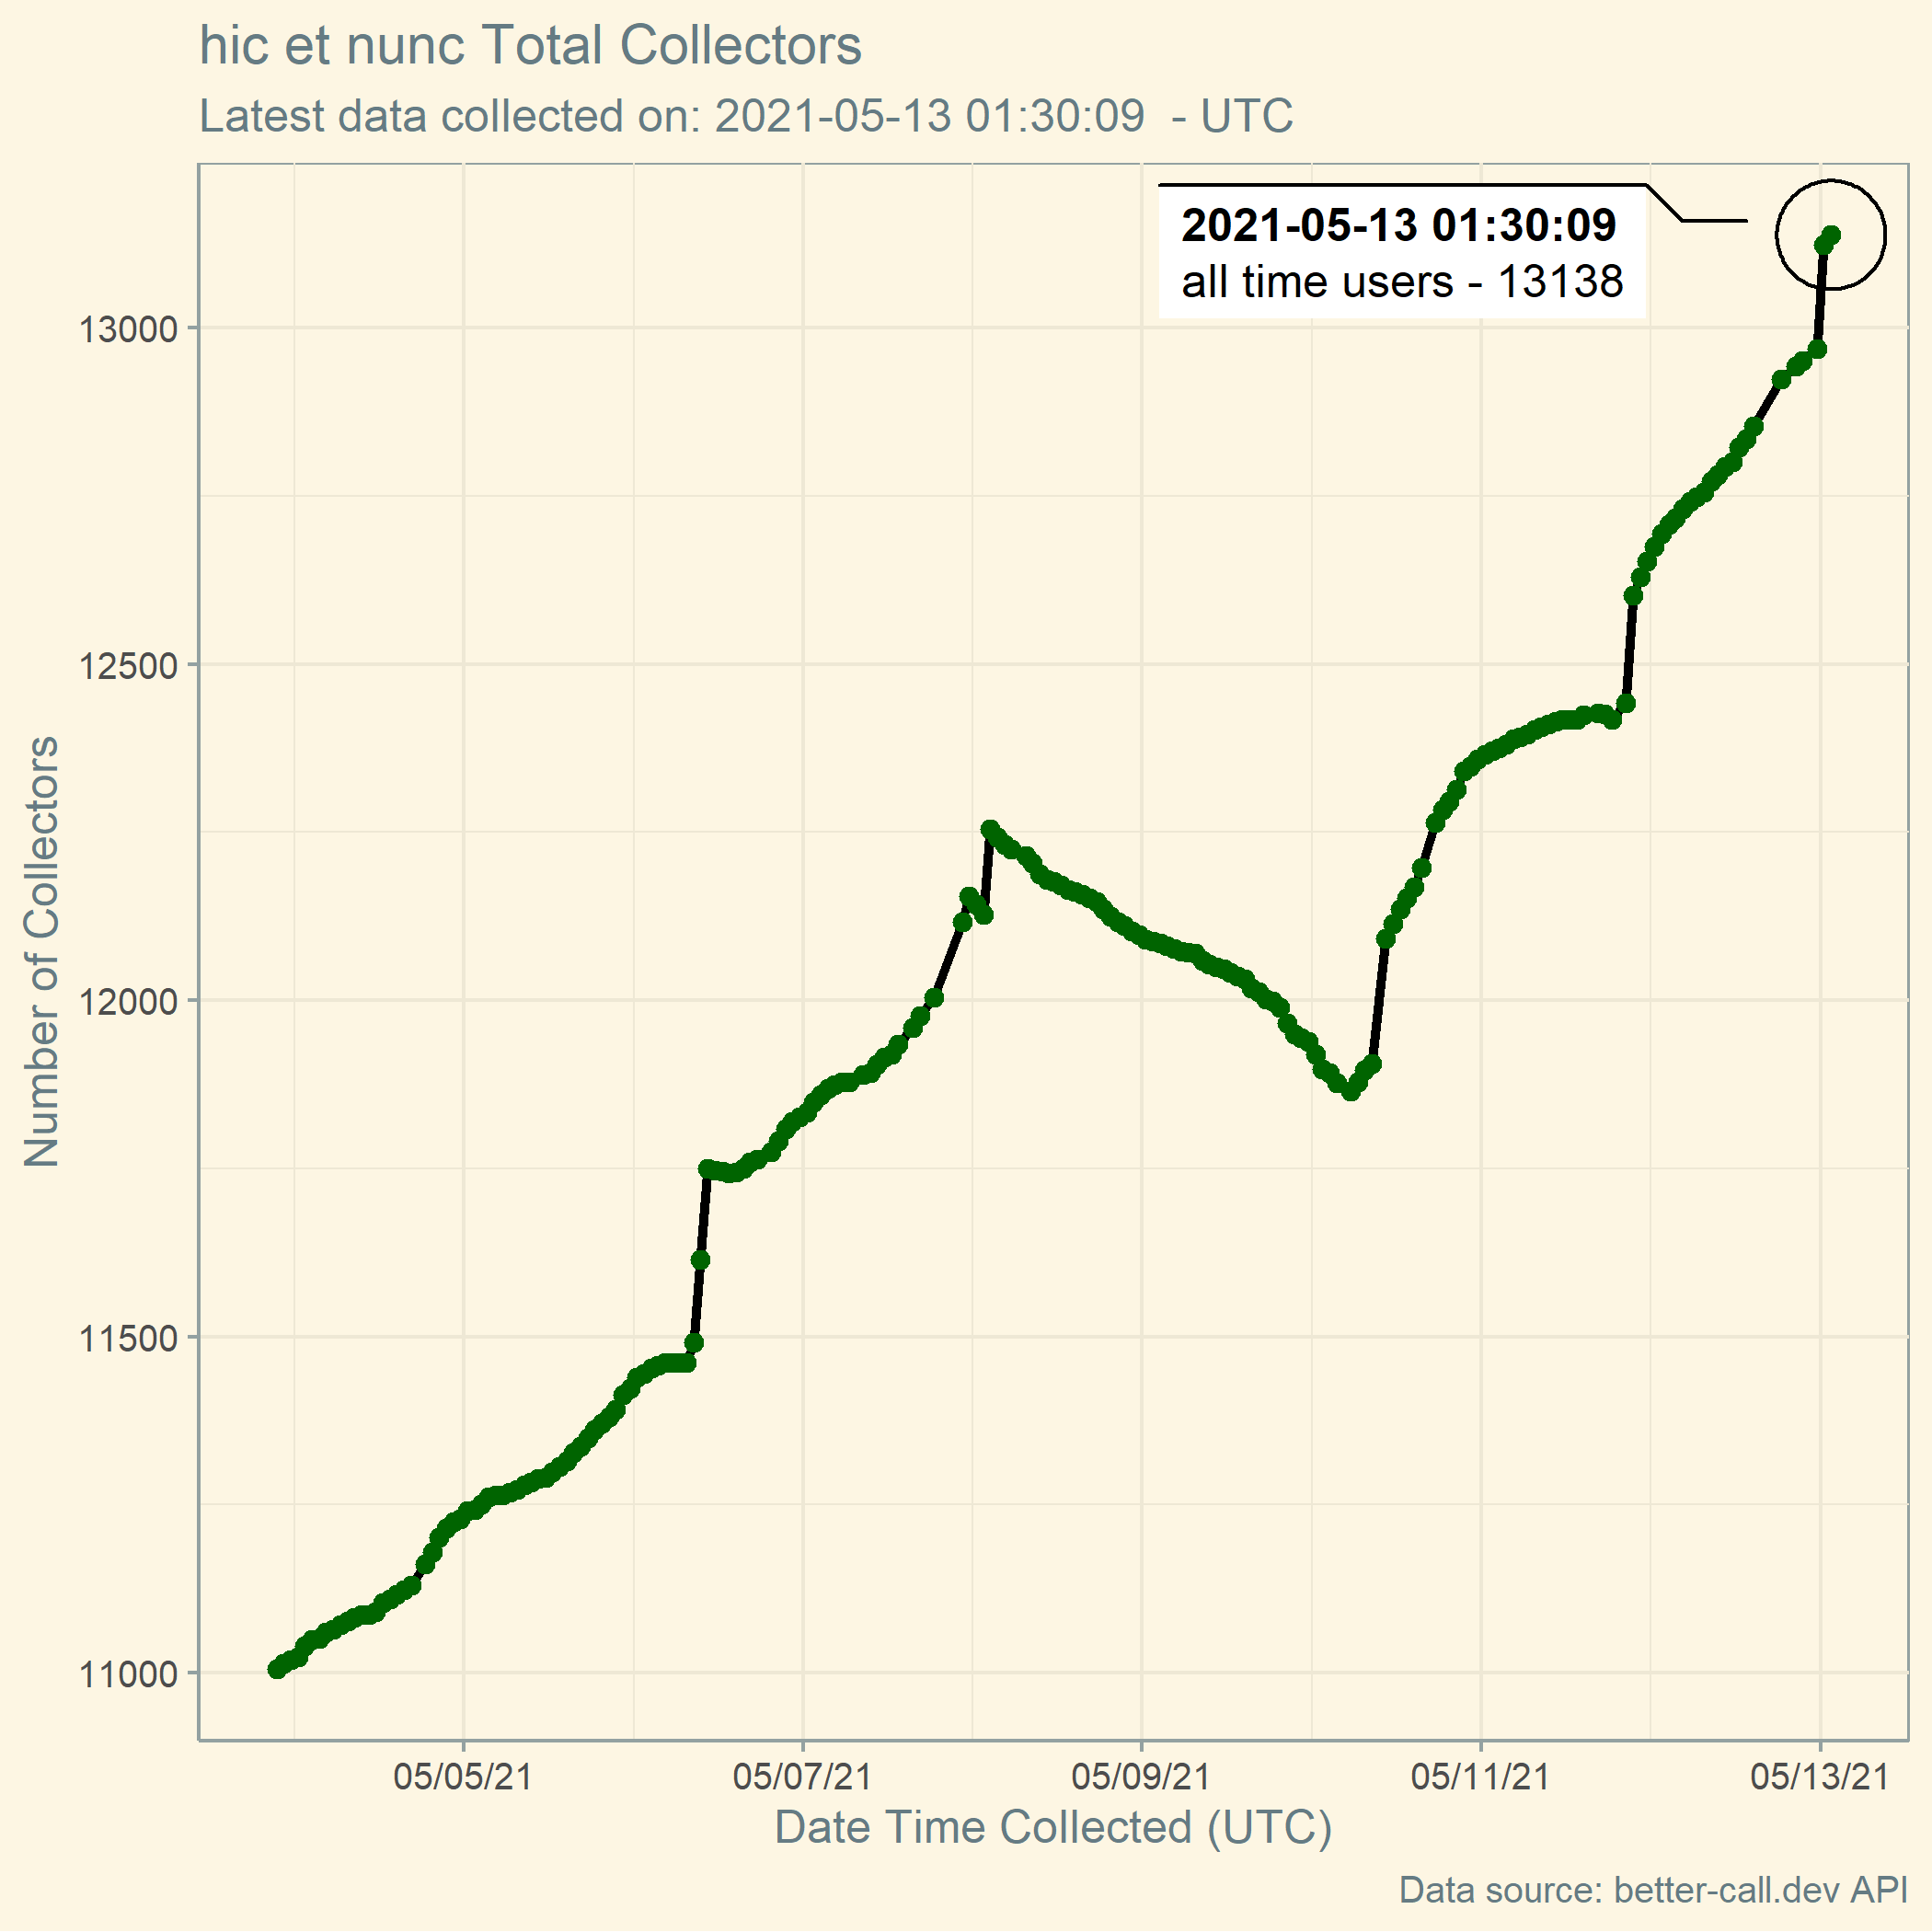 hic et nunc Total Collectors
Latest data collected on: 2021-05-13 01:30:09  - UTC
2021-05-13 01:30:09
all time users - 13138
Number of Collectors
13000
12500
12000
11500
11000
05/05/21
05/07/21
05/09/21
05/11/21
05/13/21
Date Time Collected (UTC)
Data source: better-call.dev API